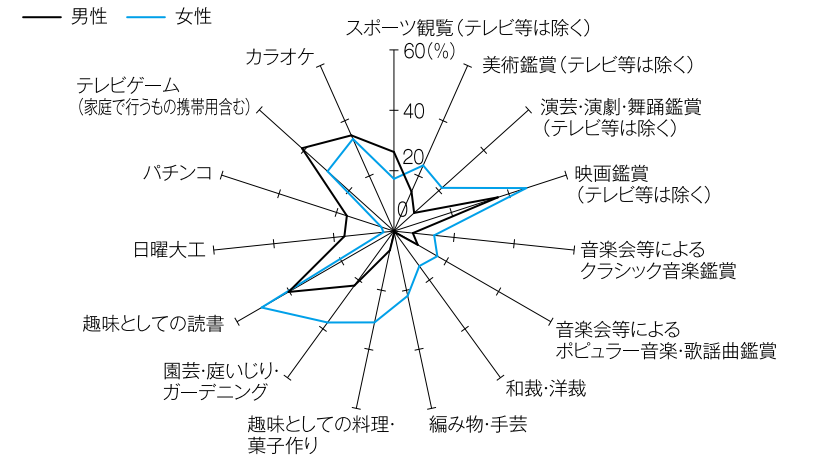 男性
女性
スポーツ観覧（テレビ等は除く）
60(%)
40
20
0
美術鑑賞（テレビ等は除く）
演芸・演劇・舞踊鑑賞
（テレビ等は除く）
映画鑑賞
（テレビ等は除く）
音楽会等による
クラシック音楽鑑賞
音楽会等による
ポピュラー音楽・歌謡曲鑑賞
和裁・洋裁
編み物・手芸
趣味としての料理・
菓子作り
園芸・庭いじり・
ガーデニング
趣味としての読書
日曜大工
パチンコ
テレビゲーム
（家庭で行うもの携帯用含む）
カラオケ